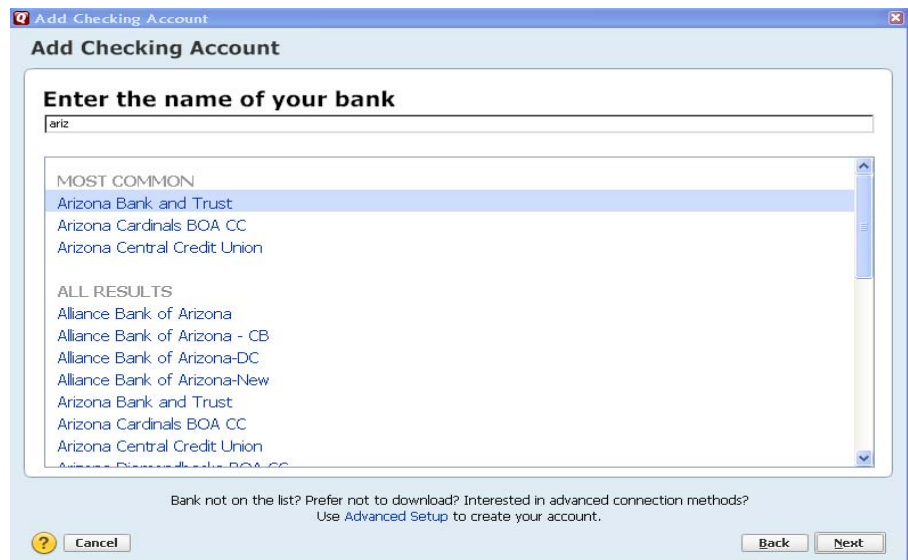 Add Checking Account
Add Checking Account
Enter the name of your bank
ariz
MOST COMMON
Arizona Bank and Trust
Arizona Cardinals BOA CC
Arizona Central Credit Union
ALL RESULTS
Alliance Bank of Arizona
Alliance Bank of Arizona - CB
Alliance Bank of Arizona-DC
Alliance Bank of Arizona-New
Arizona Bank and Trust
Arizona Cardinals BOA CC
Arizona Central Credit Union
Arizona Diamondbacks BOA CC
Bank not on the list? Prefer not to download? Interested in advanced connection methods?
Use Advanced Setup to create your account.
? Cancel Back Next